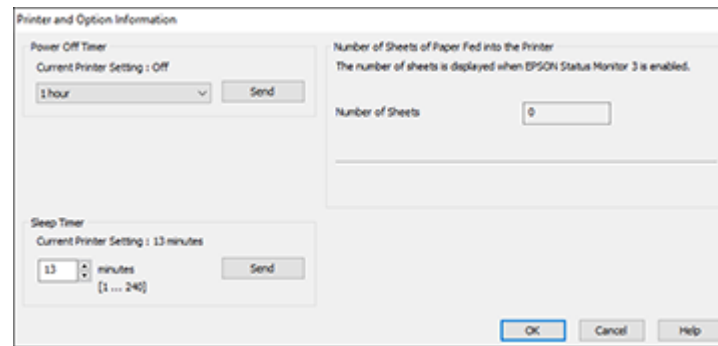 Printer and Option Information
Power Off Timer
Current Printer Setting : Off
1 hour
Send
Number of Sheets of Paper Fed into the Printer
The number of sheets is displayed when EPSON Status Monitor 3 is enabled.
Number of Sheets
0
Sleep Timer
Current Printer Setting : 13 minutes
13
minutes
Send
[1 ... 240]
OK
Cancel
Help